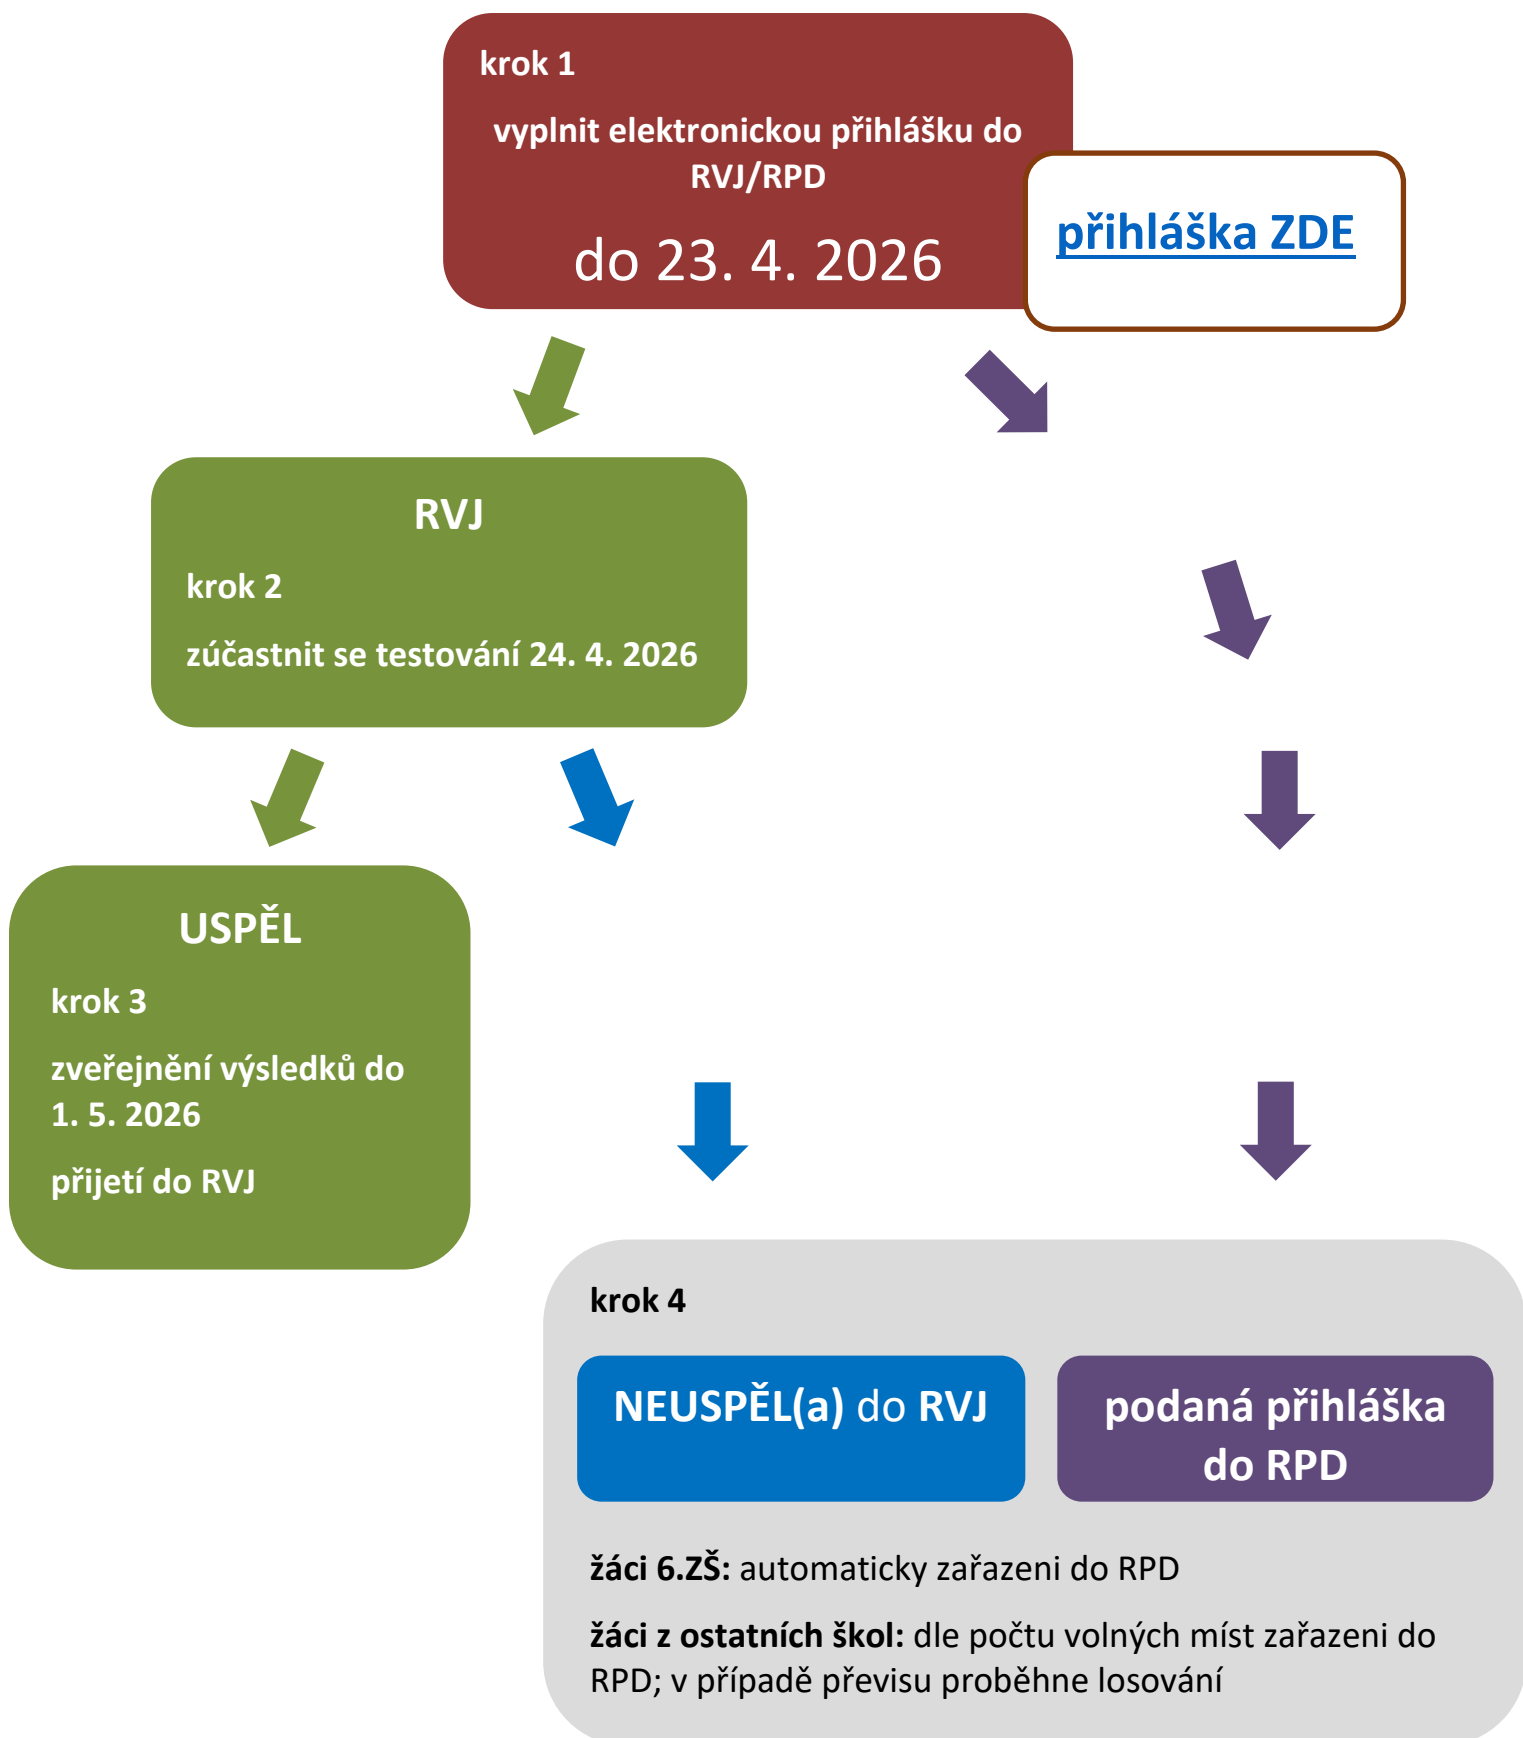 krok 1
vyplnit elektronickou přihlášku do
RVJ/RPD
do 23. 4. 2026
přihláška ZDE
RVJ
krok 2
zúčastnit se testování 24. 4. 2026
USPĚL
krok 3
zveřejnění výsledků do
1. 5. 2026
přijetí do RVJ
krok 4
NEUSPĚL(a) do RVJ
podaná přihláška
do RPD
žáci 6.ZŠ: automaticky zařazeni do RPD
žáci z ostatních škol: dle počtu volných míst zařazeni do
RPD; v případě převisu proběhne losování